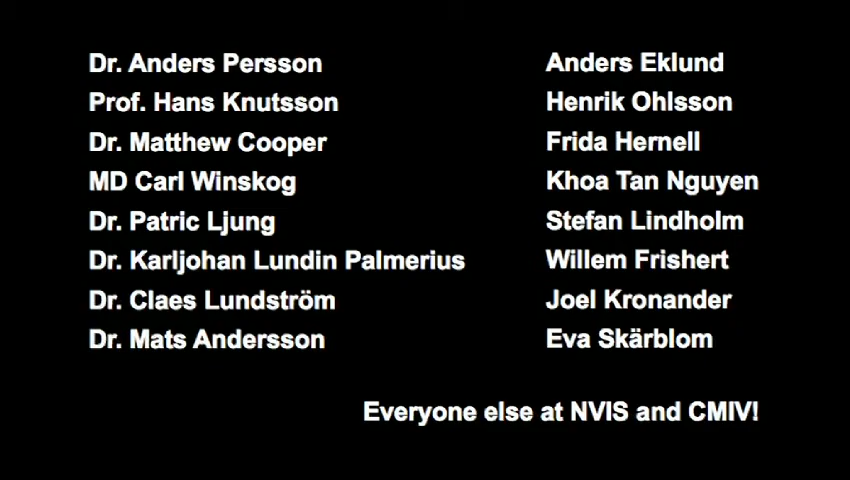 Dr. Anders Persson
Prof. Hans Knutsson
Dr. Matthew Cooper
MD Carl Winskog
Dr. Patric Ljung
Dr. Karljohan Lundin Palmerius
Dr. Claes Lundström
Dr. Mats Andersson
Anders Eklund
Henrik Ohlsson
Frida Hernell
Khoa Tan Nguyen
Stefan Lindholm
Willem Frishert
Joel Kronander
Eva Skärblom
Everyone else at NVIS and CMIV!